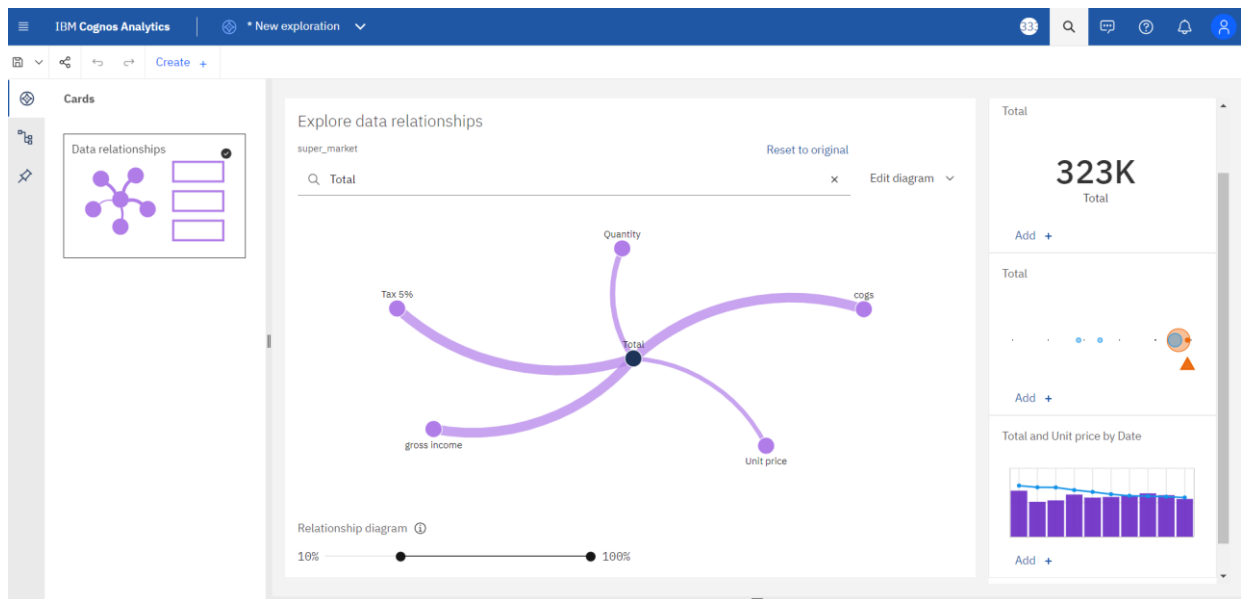 IBM Cognos Analytics
* New exploration
Create +
Cards
Data relationships
Explore data relationships
super_market
Reset to original
Total
Edit diagram
Quantity
Tax 5%
cogs
Total
gross income
Unit price
Relationship diagram
10%
100%
Total
323K
Total
Add +
Total
Add +
Total and Unit price by Date
Add +